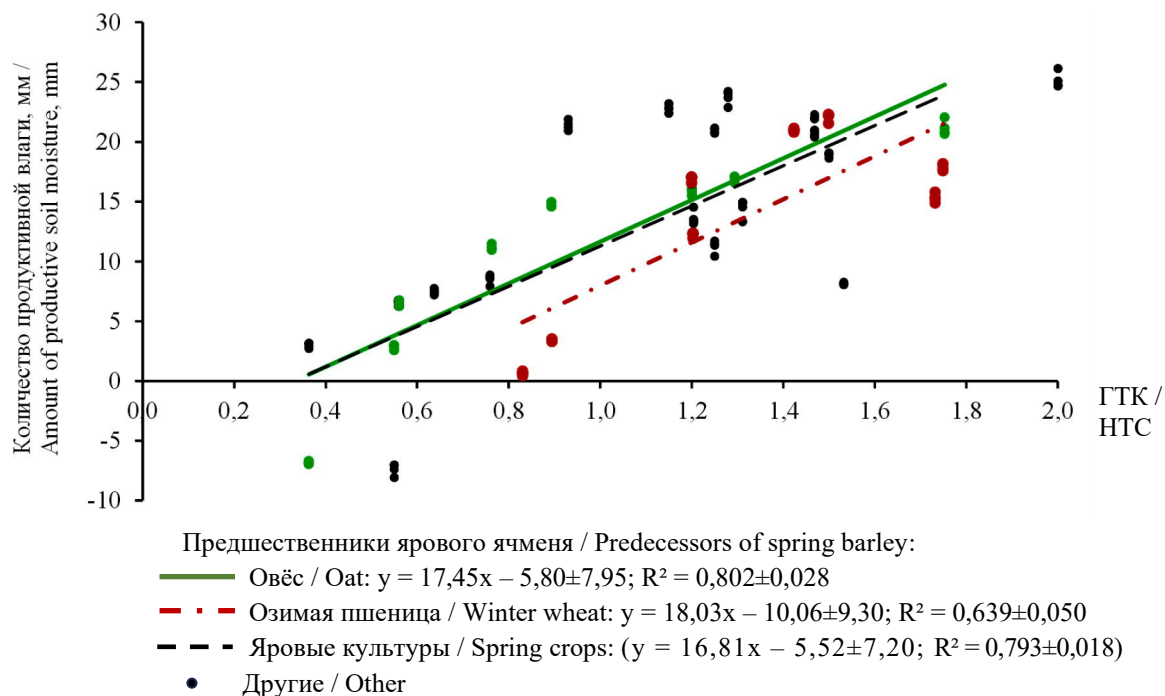 Количество продуктивной влаги, мм /
Amount of productive soil moisture, mm
30
25
20
15
10
5
0
-5
-10
0,0 0,2 0,4 0,6 0,8 1,0 1,2 1,4 1,6 1,8 2,0
ГТК /
НТС
Предшественники ярового ячменя / Predecessors of spring barley:
Овёс / Oat: y = 17,45x – 5,80±7,95; R² = 0,802±0,028
Озимая пшеница / Winter wheat: y = 18,03x – 10,06±9,30; R² = 0,639±0,050
Яровые культуры / Spring crops: (y = 16,81x – 5,52±7,20; R² = 0,793±0,018)
Другие / Other